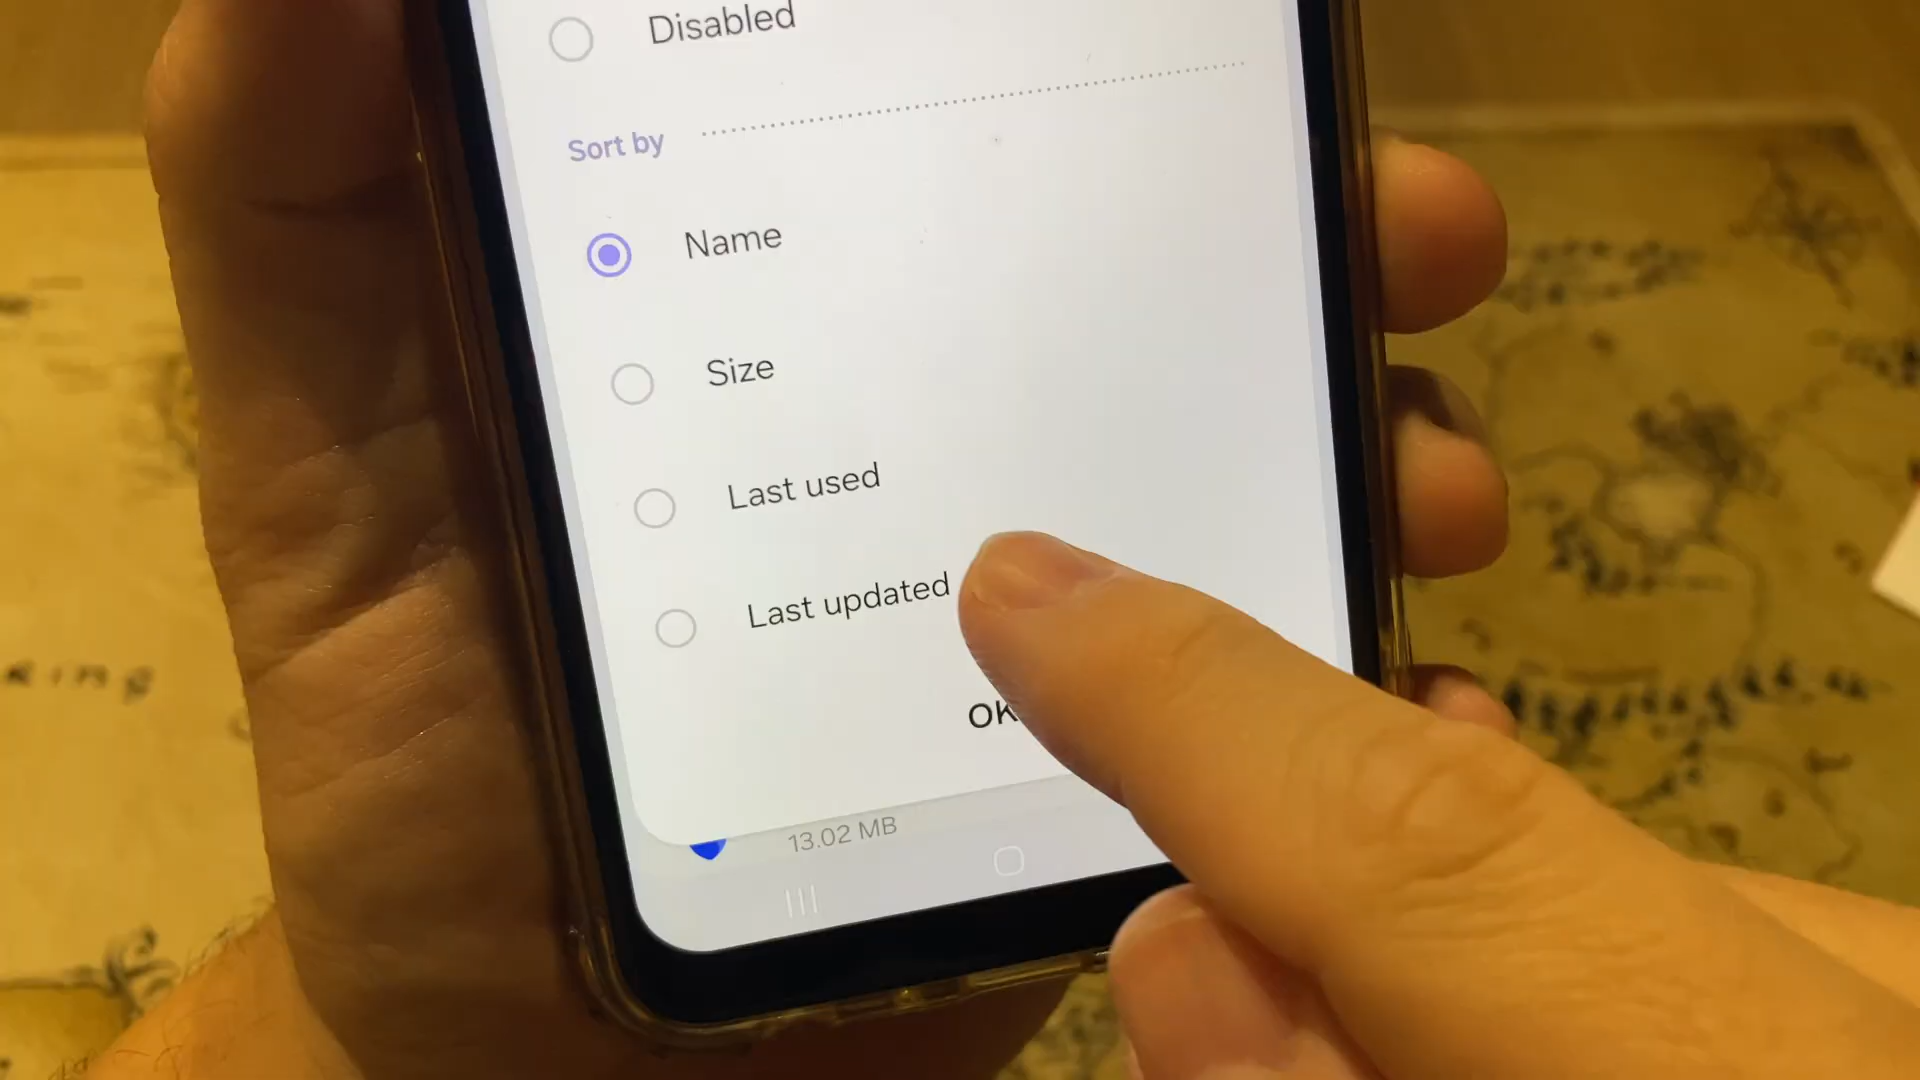 Disabled
Sort by
Name
Size
Last used
Last updated
OK
13.02 MB